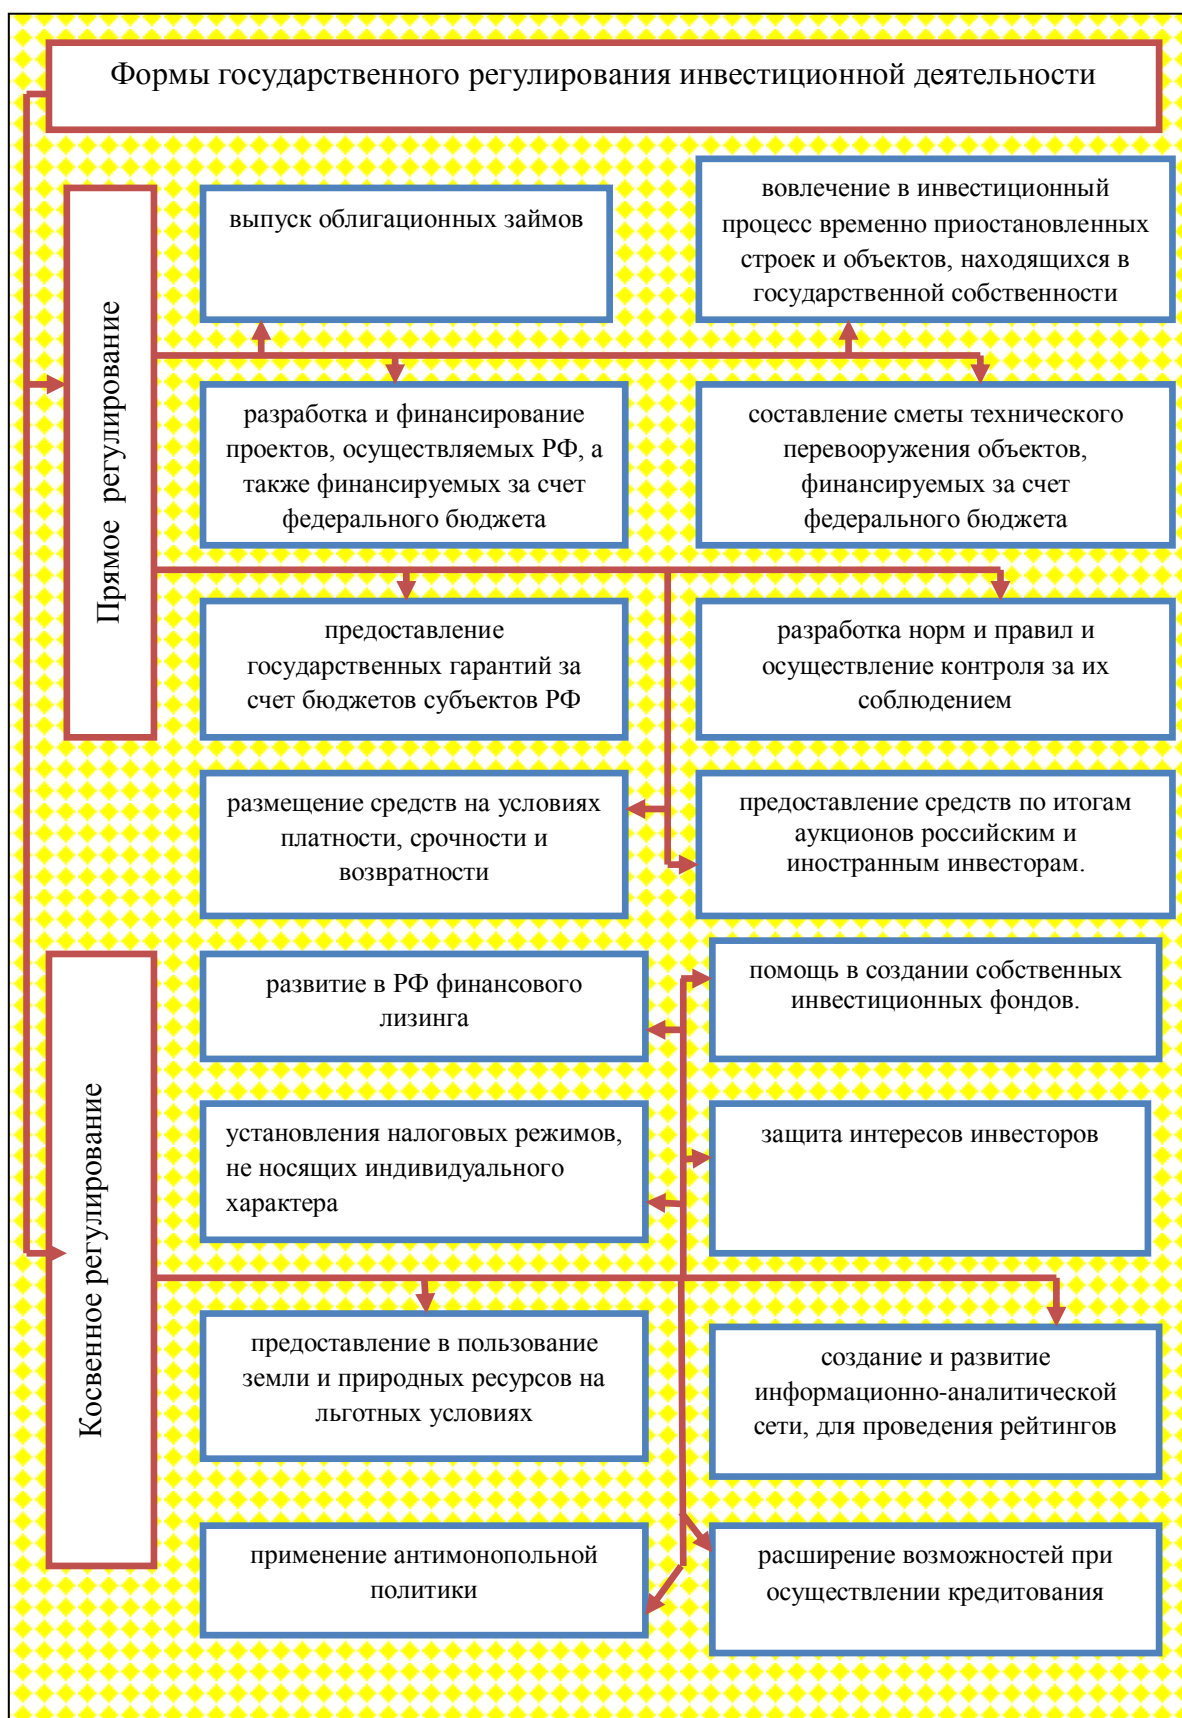 Формы государственного регулирования инвестиционной деятельности
Прямое регулирование
выпуск облигационных займов
вовлечение в инвестиционный
процесс временно приостановленных
строек и объектов, находящихся в
государственной собственности
разработка и финансирование
проектов, осуществляемых РФ, а
также финансируемых за счет
федерального бюджета
составление сметы технического
перевооружения объектов,
финансируемых за счет
федерального бюджета
предоставление
государственных гарантий за
счет бюджетов субъектов РФ
разработка норм и правил и
осуществление контроля за их
соблюдением
размещение средств на условиях
платности, срочности и
возвратности
предоставление средств по итогам
аукционов российским и
иностранным инвесторам.
Косвенное регулирование
развитие в РФ финансового
лизинга
помощь в создании собственных
инвестиционных фондов.
установления налоговых режимов,
не носящих индивидуального
характера
защита интересов инвесторов
предоставление в пользование
земли и природных ресурсов на
льготных условиях
создание и развитие
информационно-аналитической
сети, для проведения рейтингов
применение антимонопольной
политики
расширение возможностей при
осуществлении кредитования